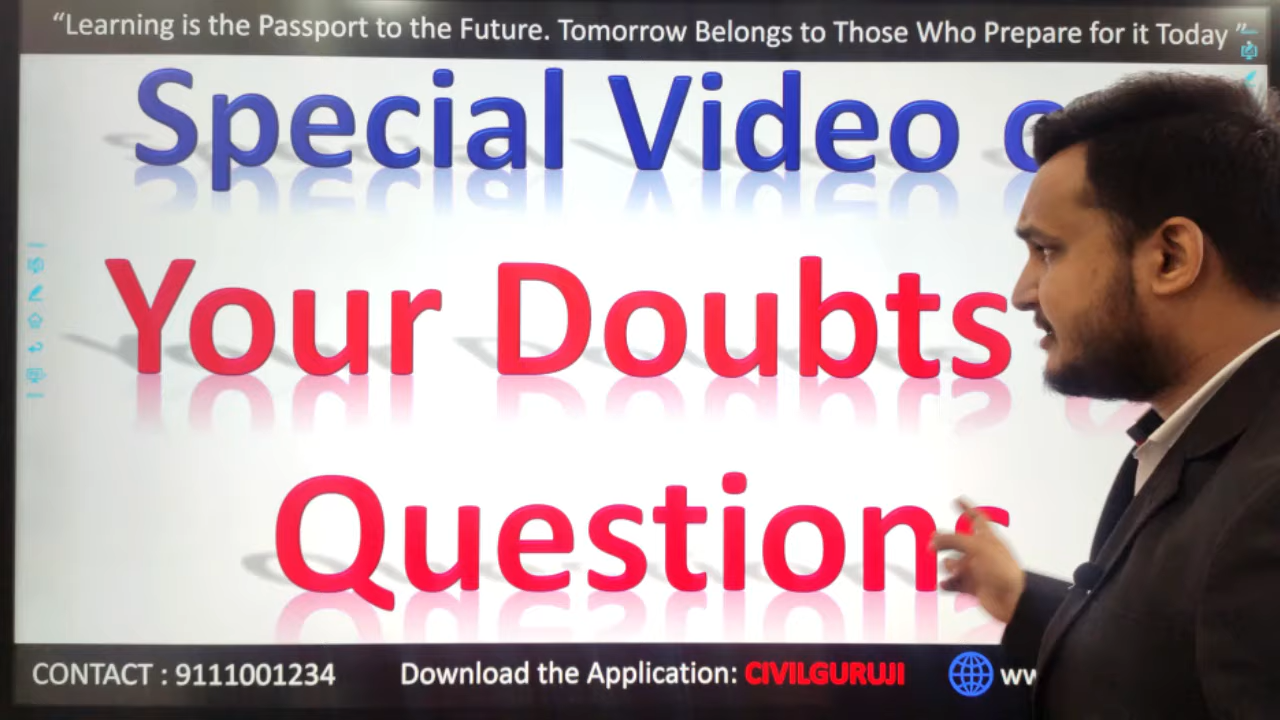 “Learning is the Passport to the Future. Tomorrow Belongs to Those Who Prepare for it Today ”
Special Video
Your Doubts
Questions
CONTACT : 9111001234 Download the Application: CIVILGURUJI